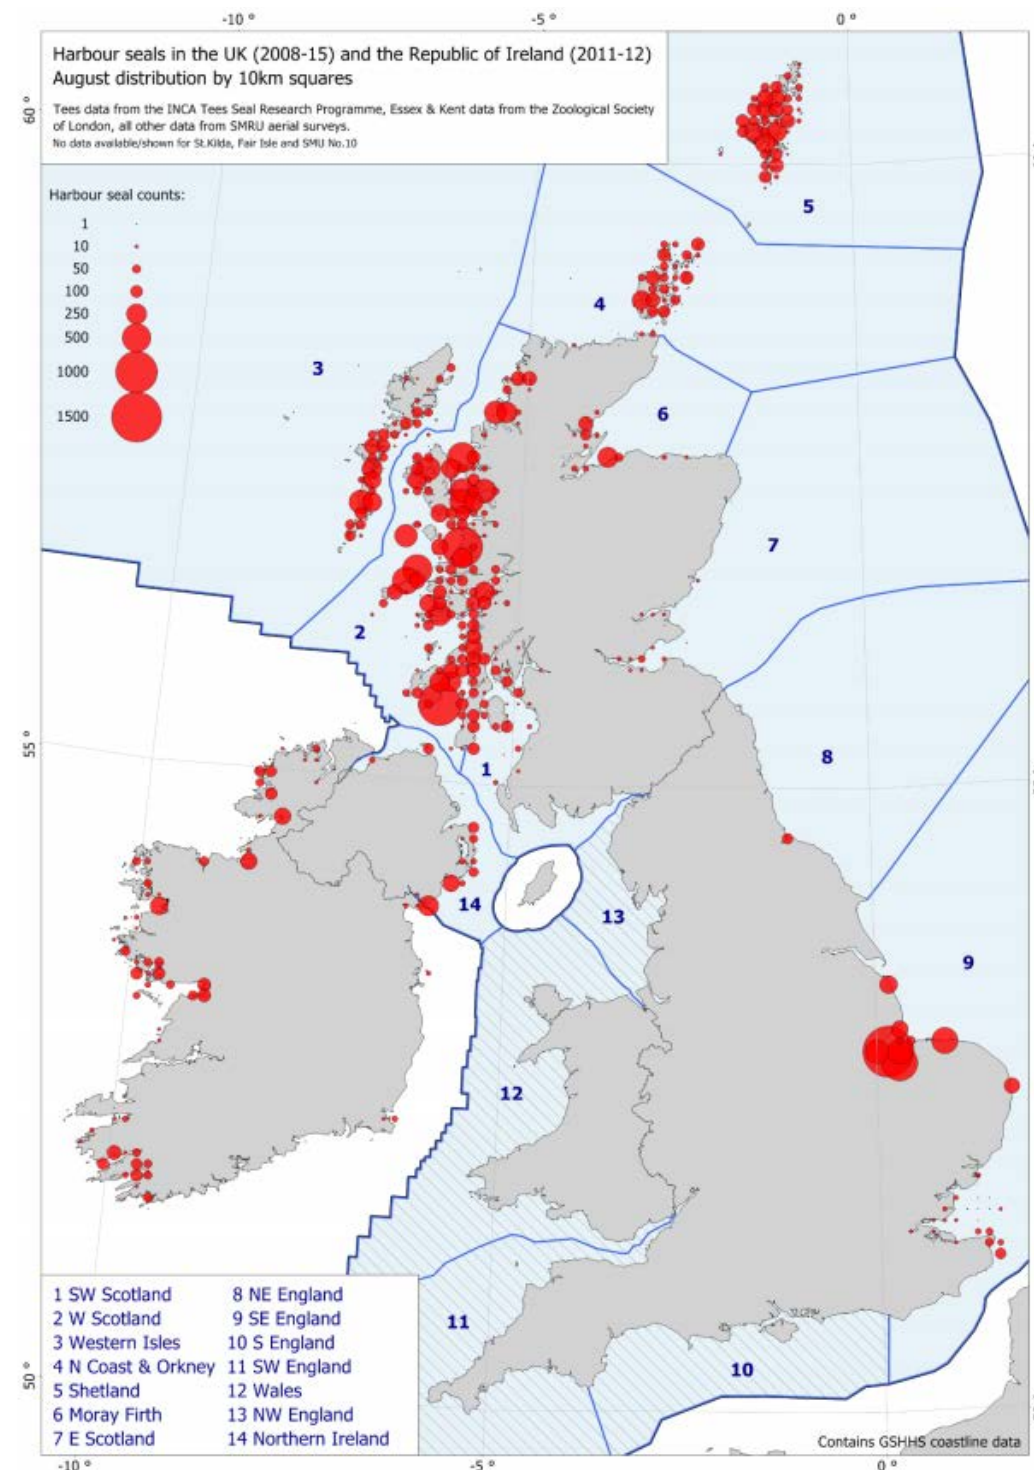 -10 °
-5 °
0 °
Harbour seals in the UK (2008-15) and the Republic of Ireland (2011-12)
August distribution by 10km squares
Tees data from the INCA Tees Seal Research Programme, Essex & Kent data from the Zoological Society
of London, all other data from SMRU aerial surveys.
No data available/shown for St.Kilda, Fair Isle and SMU No.10
60 °
Harbour seal counts:
1
10
50
100
250
500
1000
1500
5
4
3
6
7
2
55 °
8
1
14
13
9
12
11
10
50 °
1 SW Scotland
2 W Scotland
3 Western Isles
4 N Coast & Orkney
5 Shetland
6 Moray Firth
7 E Scotland
8 NE England
9 SE England
10 S England
11 SW England
12 Wales
13 NW England
14 Northern Ireland
Contains GSHHS coastline data
-10 °
-5 °
0 °